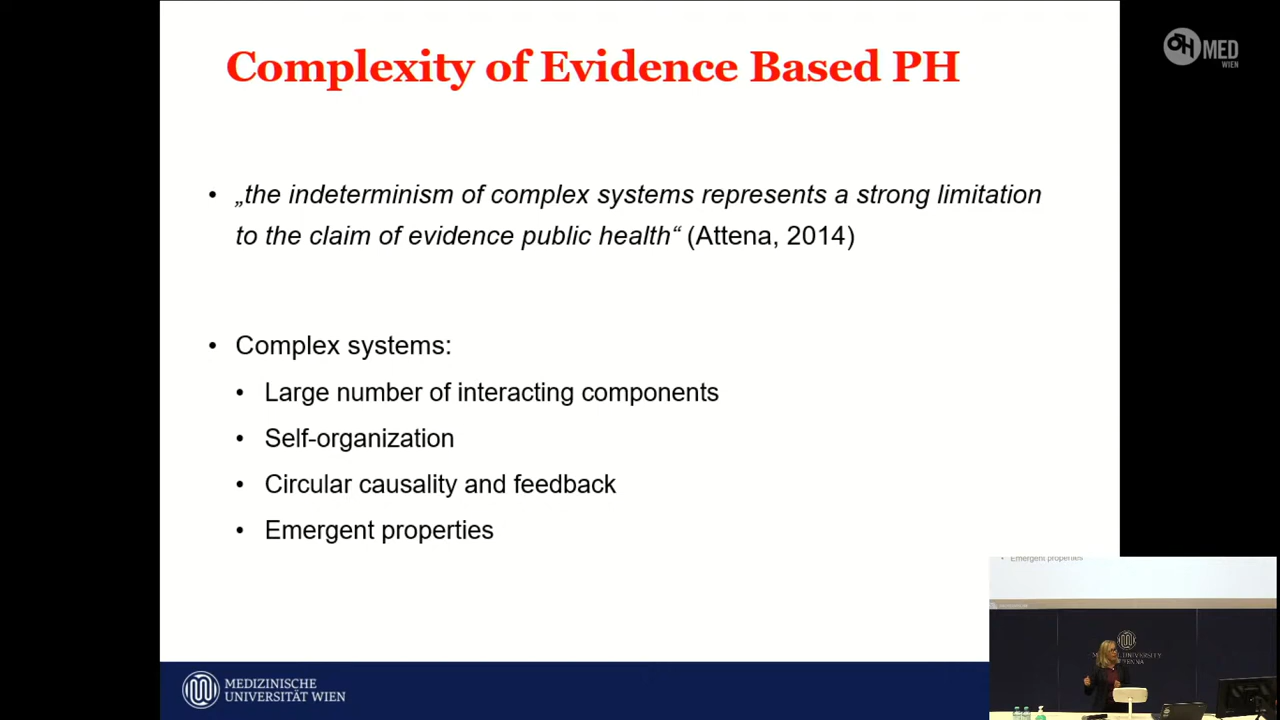 Complexity of Evidence Based PH
MED
WIEN
• „the indeterminism of complex systems represents a strong limitation
to the claim of evidence public health“ (Attena, 2014)
• Complex systems:
• Large number of interacting components
• Self-organization
• Circular causality and feedback
• Emergent properties
• Emergent properties
MEDIZINISCHE
UNIVERSITÄT WIEN